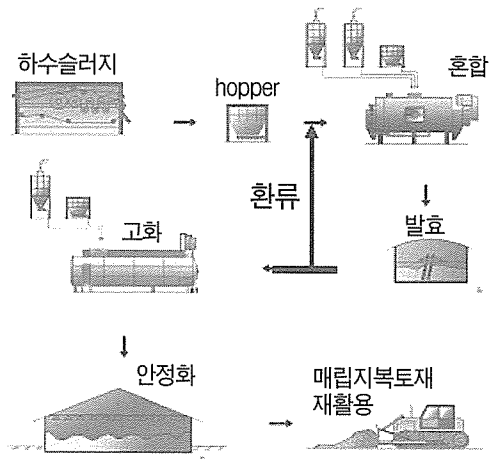 하수슬러지
hopper
혼합
환류
발효
고화
안정화
매립지복토재
재활용